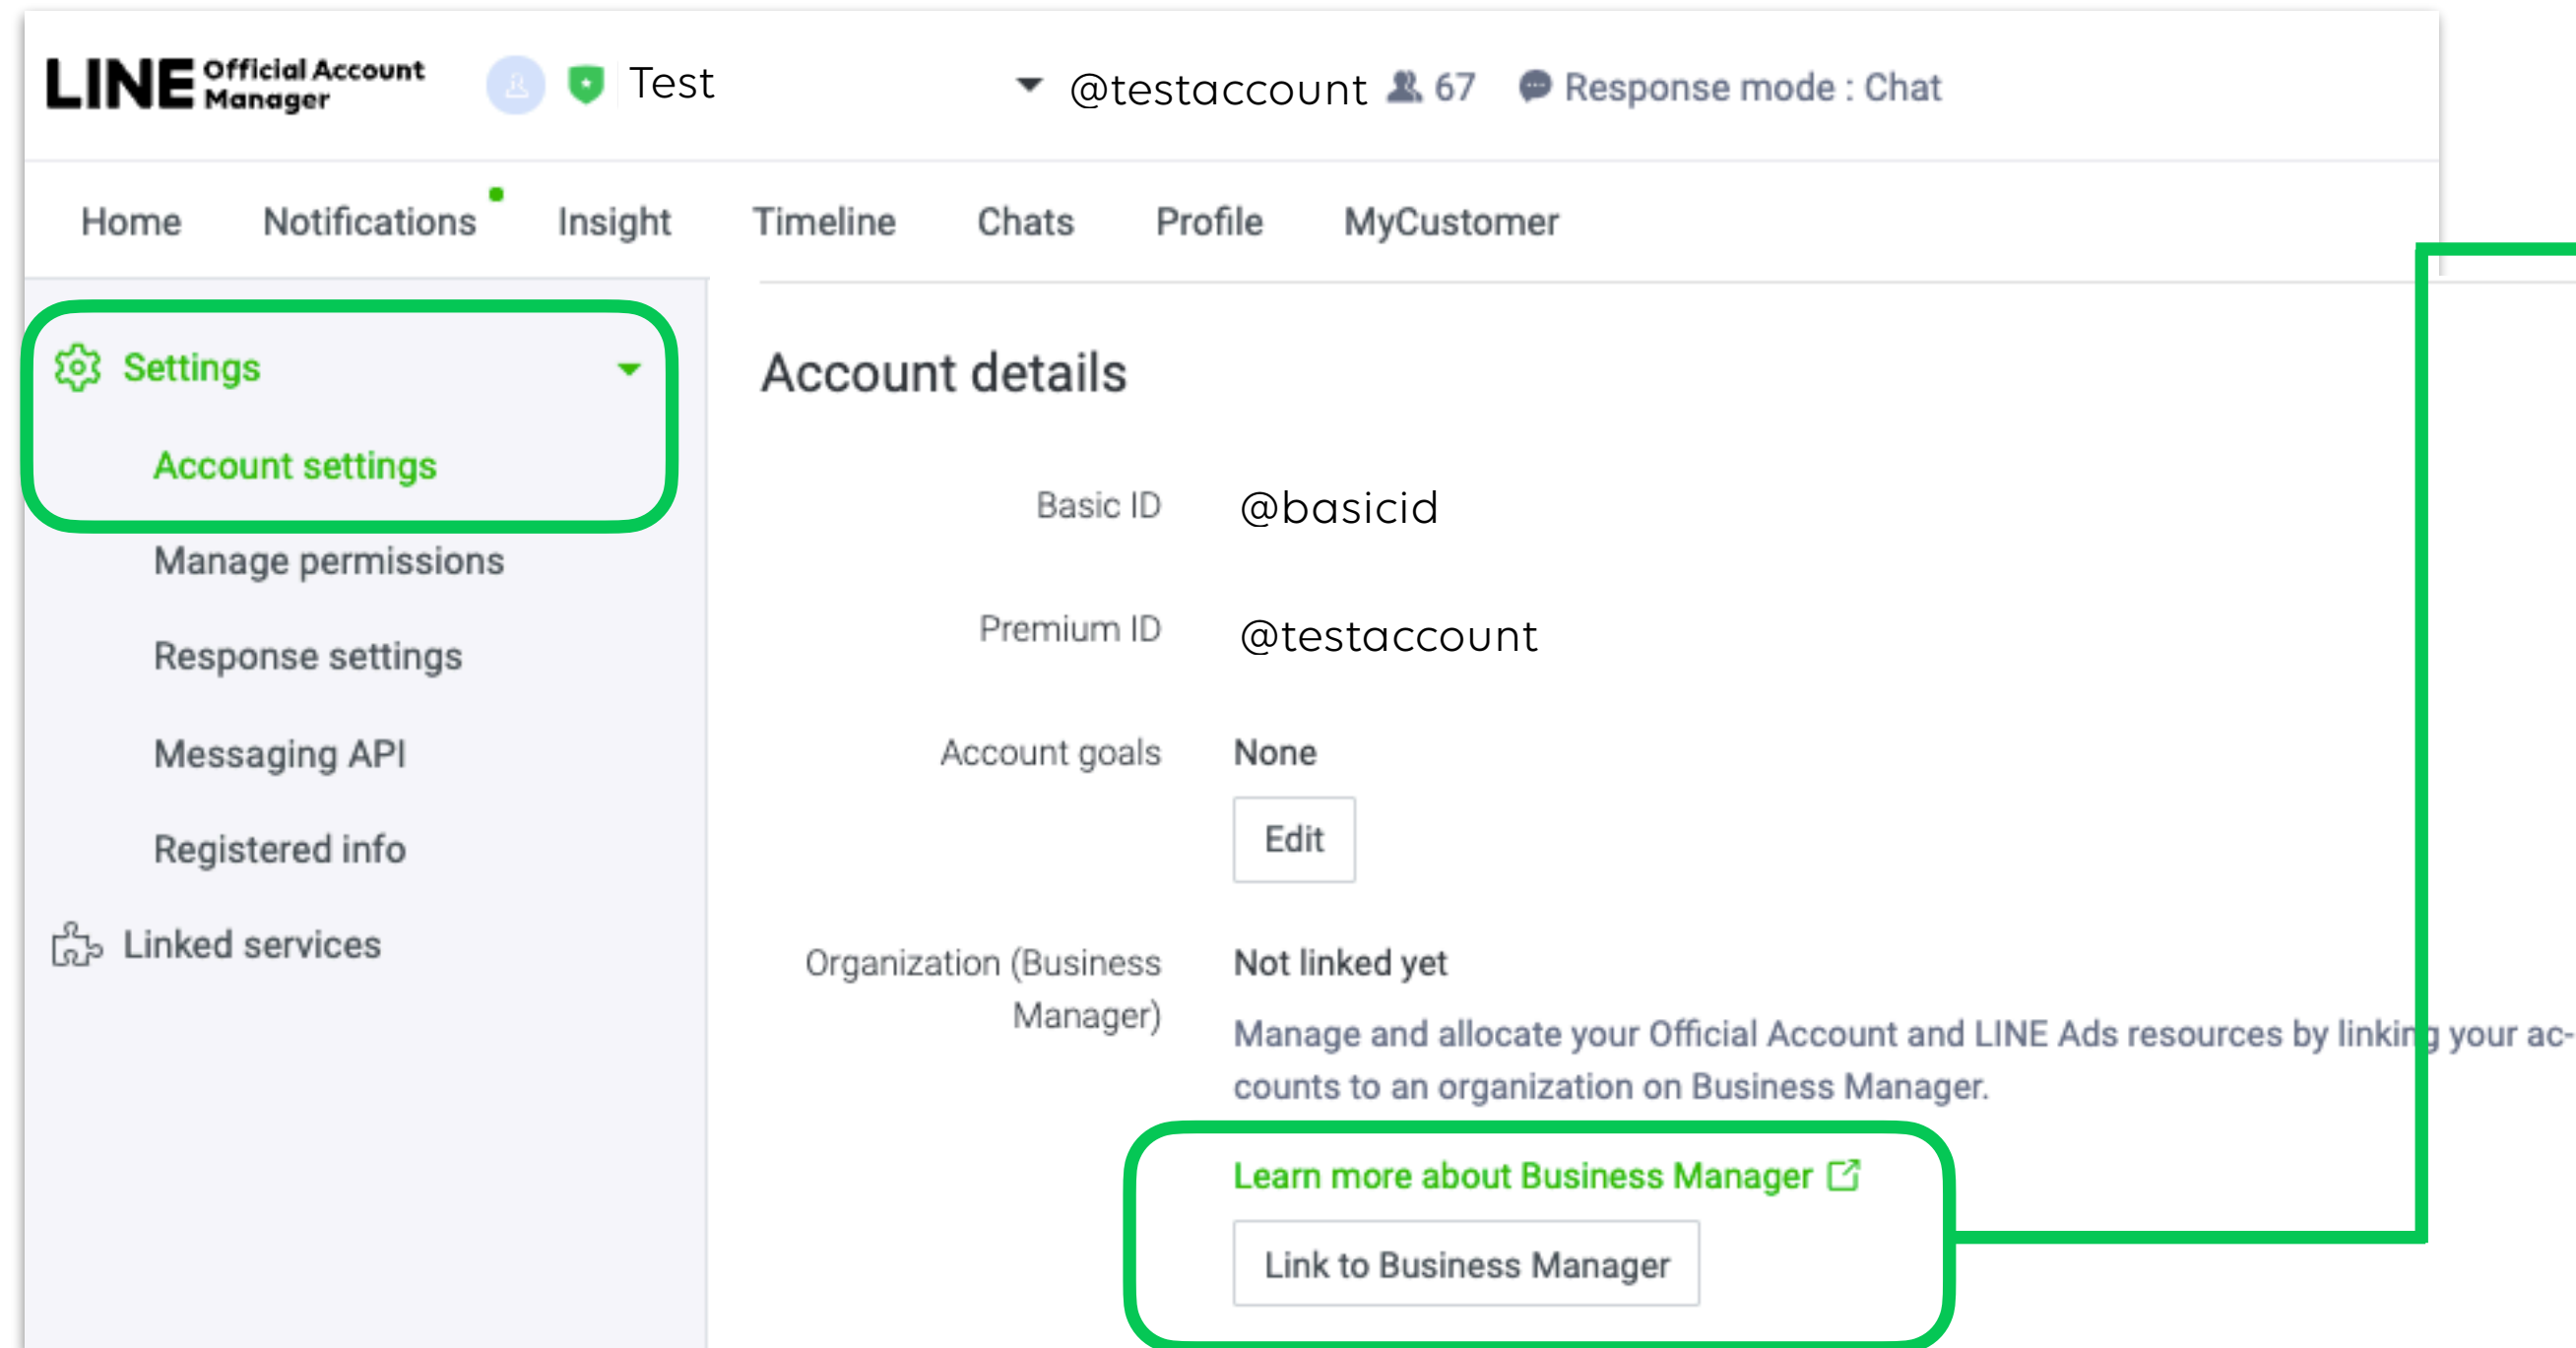 LINE Official Account Manager Test @testaccount 67 Response mode : Chat
Home Notifications Insight Timeline Chats Profile MyCustomer
Settings
Account settings
Manage permissions
Response settings
Messaging API
Registered info
Linked services
Account details
Basic ID @basicid
Premium ID @testaccount
Account goals None
Edit
Organization (Business Manager) Not linked yet
Manage and allocate your Official Account and LINE Ads resources by linking your ac-
counts to an organization on Business Manager.
Learn more about Business Manager
Link to Business Manager